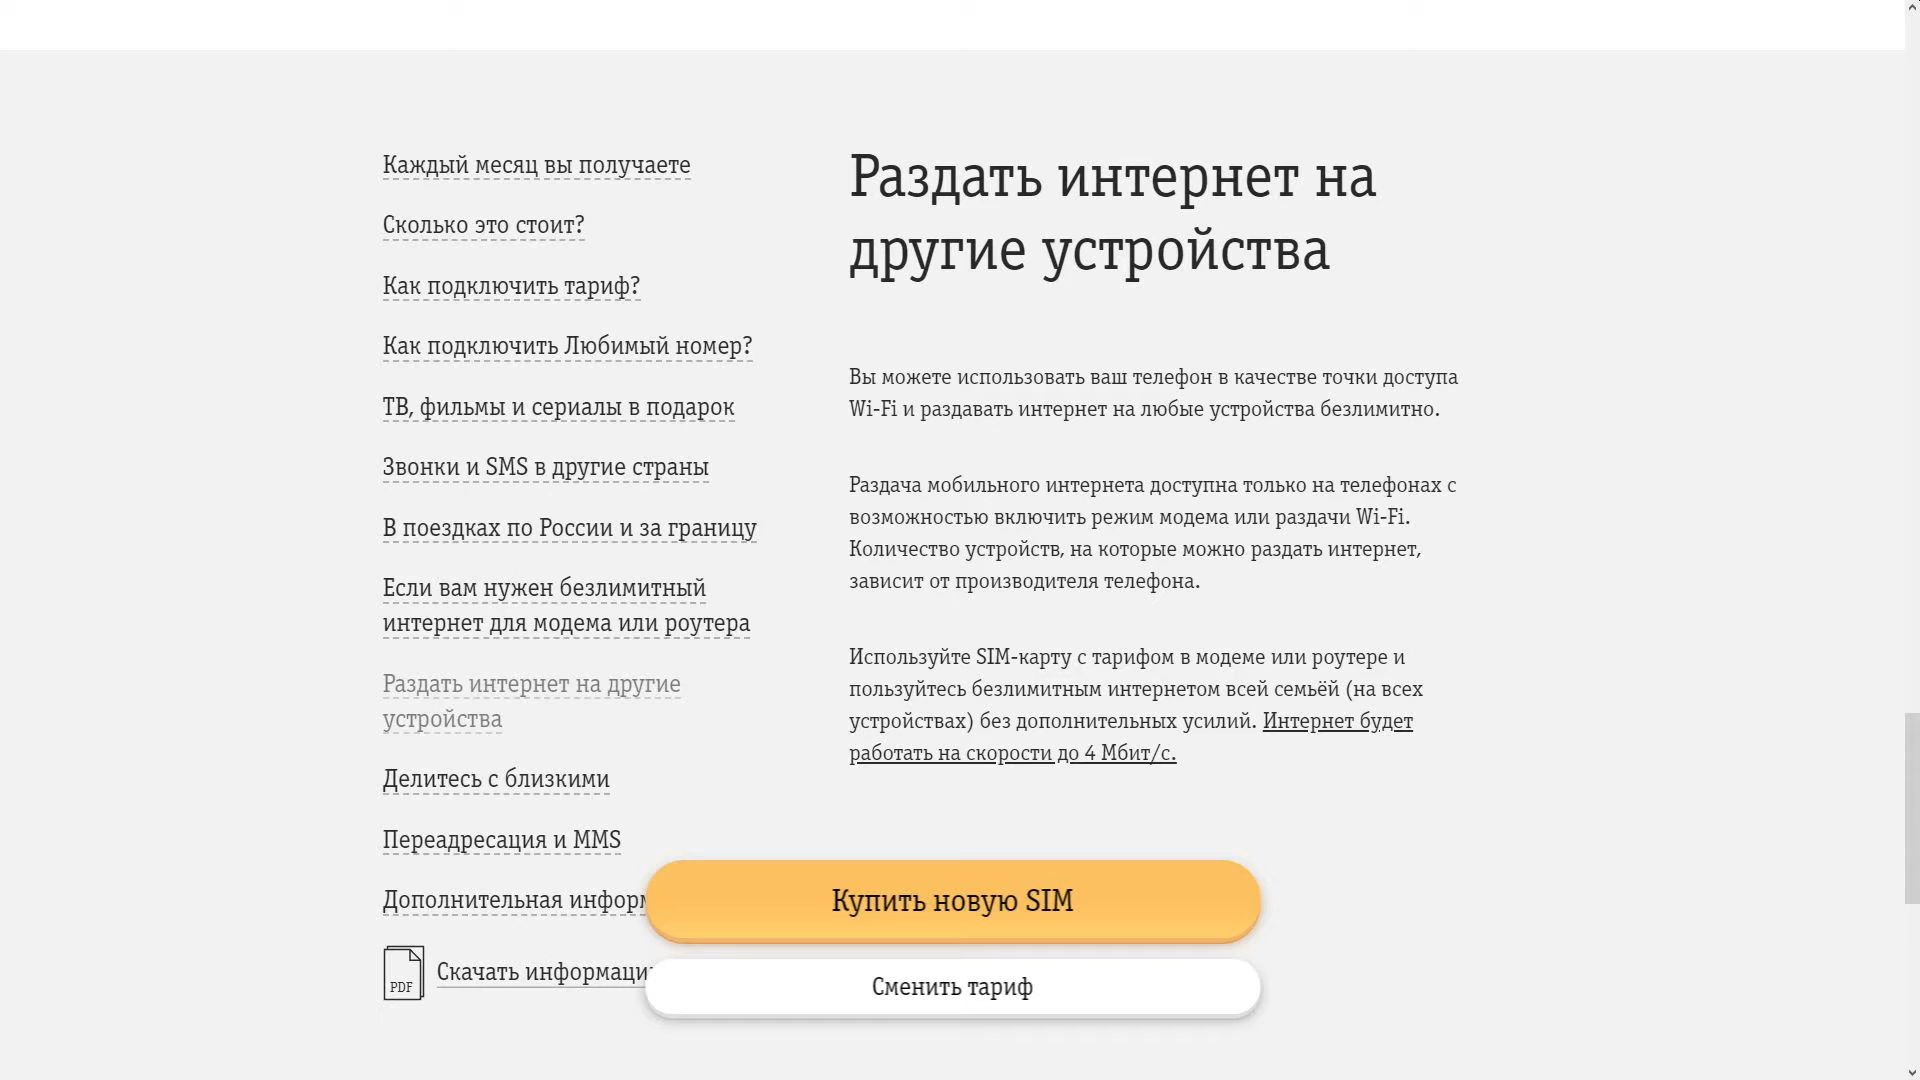 Каждый месяц вы получаете
Сколько это стоит?
Как подключить тариф?
Как подключить Любимый номер?
ТВ, фильмы и сериалы в подарок
Звонки и SMS в другие страны
В поездках по России и за границу
Если вам нужен безлимитный
интернет для модема или роутера
Раздать интернет на другие
устройства
Делитесь с близкими
Переадресация и MMS
Дополнительная информ
PDF
Скачать информаци
Раздать интернет на
другие устройства
Вы можете использовать ваш телефон в качестве точки доступа
Wi-Fi и раздавать интернет на любые устройства безлимитно.
Раздача мобильного интернета доступна только на телефонах с
возможностью включить режим модема или раздачи Wi-Fi.
Количество устройств, на которые можно раздать интернет,
зависит от производителя телефона.
Используйте SIM-карту с тарифом в модеме или роутере и
пользуйтесь безлимитным интернетом всей семьёй (на всех
устройствах) без дополнительных усилий. Интернет будет
работать на скорости до 4 Мбит/с.
Купить новую SIM
Сменить тариф